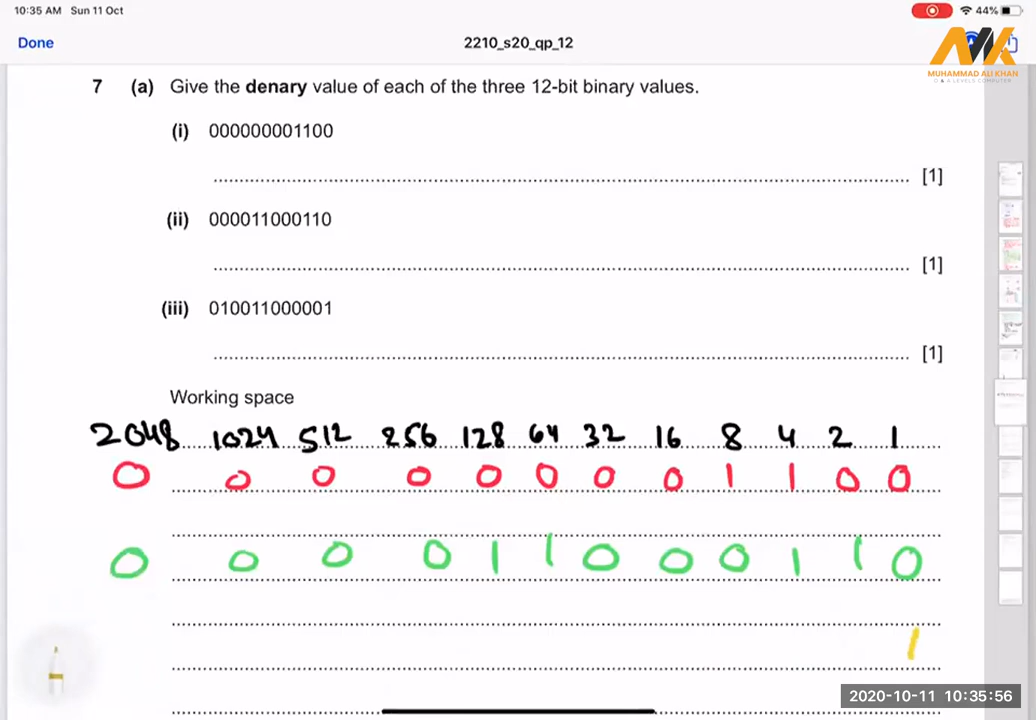 10:35 AM Sun 11 Oct
44%
Done
2210_s20_qp_12
MUHAMMAD ALI KHAN
O & A LEVELS COMPUTER
7 (a) Give the denary value of each of the three 12-bit binary values.
(i) 000000001100
[1]
(ii) 000011000110
[1]
(iii) 010011000001
[1]
Working space
2048 1024 512 256 128 64 32 16 8 4 2 1
0 0 0 0 0 0 0 0 1 1 0 0
0 0 0 0 1 1 0 0 0 1 1 0
1
2020-10-11 10:35:56